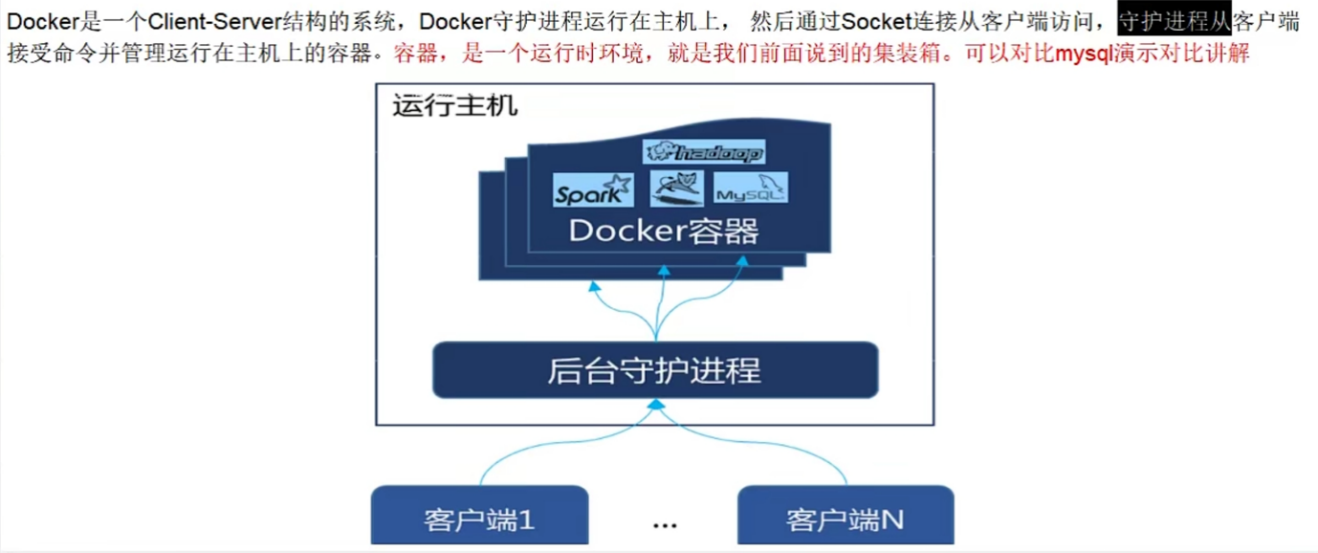 Docker是一个Client-Server结构的系统，Docker守护进程运行在主机上， 然后通过Socket连接从客户端访问，守护进程从客户端
接受命令并管理运行在主机上的容器。容器，是一个运行时环境，就是我们前面说到的集装箱。可以对比mysql演示对比讲解
运行主机
hadoop
Spark
MySQL
Docker容器
后台守护进程
客户端1
...
客户端N